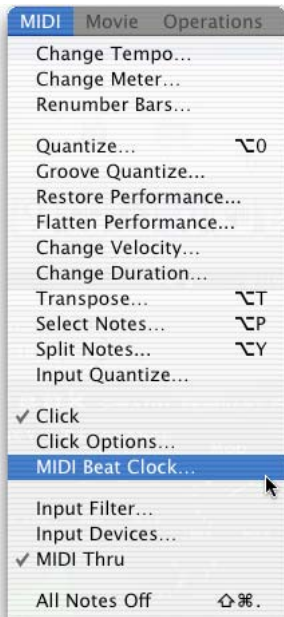 MIDI Movie Operations
Change Tempo...
Change Meter...
Renumber Bars...
Quantize... ⌥0
Groove Quantize...
Restore Performance...
Flatten Performance...
Change Velocity...
Change Duration...
Transpose... ⌥T
Select Notes... ⌥P
Split Notes... ⌥Y
Input Quantize...
✓ Click
Click Options...
MIDI Beat Clock...
Input Filter...
Input Devices...
✓ MIDI Thru
All Notes Off ⇧⌘.